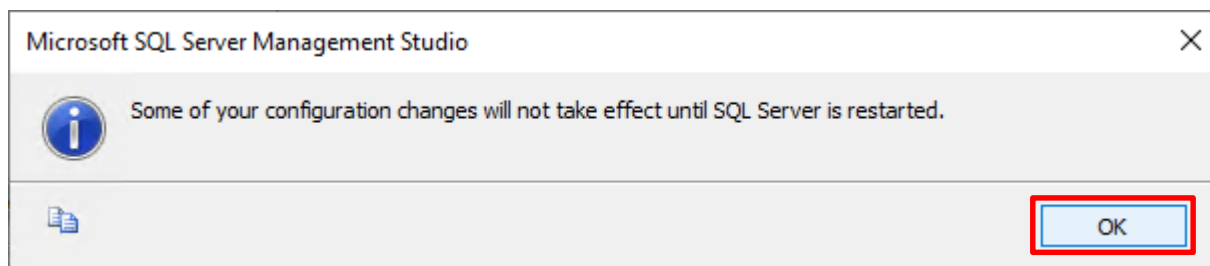 Microsoft SQL Server Management Studio
Some of your configuration changes will not take effect until SQL Server is restarted.
OK